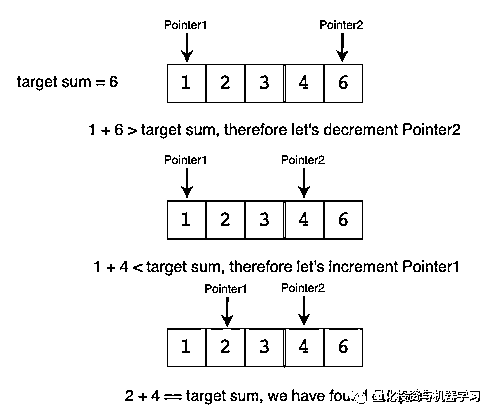 Pointer1 Pointer2
target sum = 6
1 2 3 4 6
1 + 6 > target sum, therefore let's decrement Pointer2
Pointer1 Pointer2
1 2 3 4 6
1 + 4 < target sum, therefore let's increment Pointer1
Pointer1 Pointer2
1 2 3 4 6
2 + 4 == target sum, we have found
量化投资与机器学习